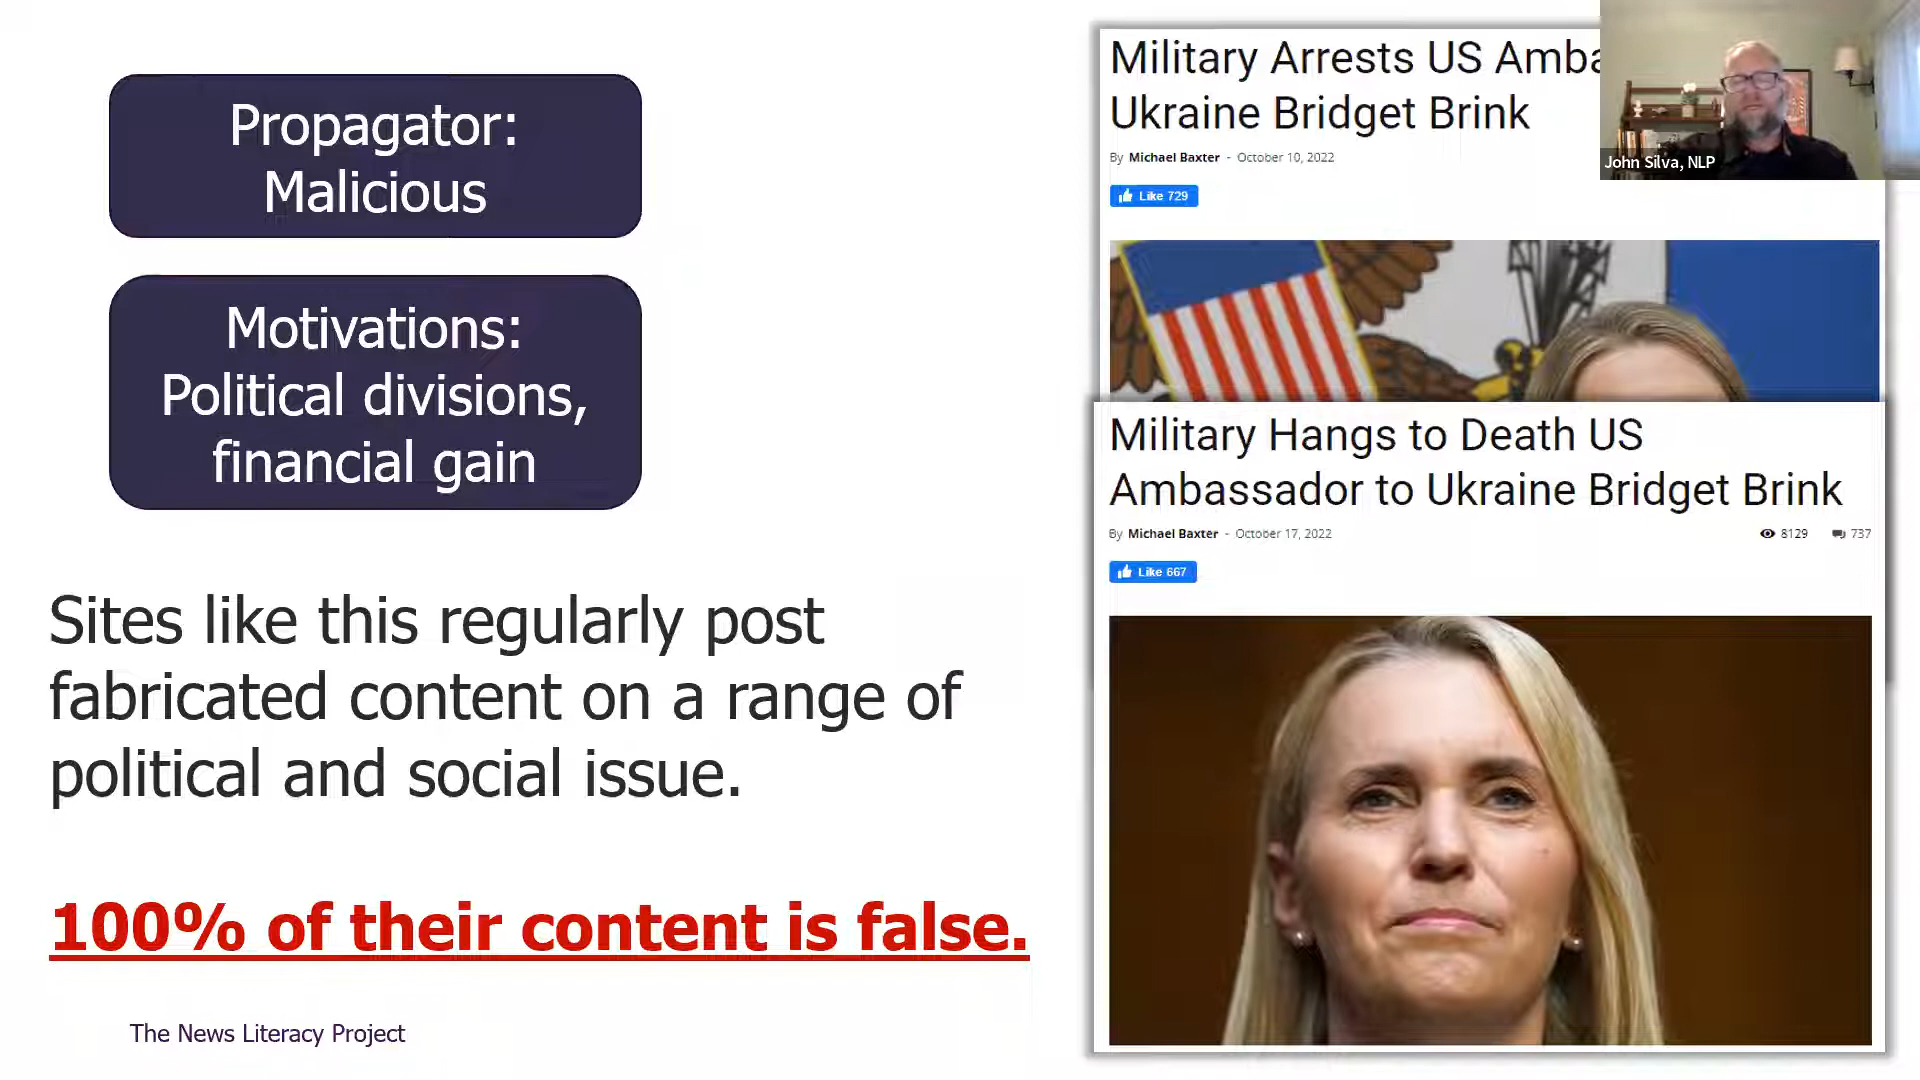 Propagator:
Malicious
Motivations:
Political divisions,
financial gain
Sites like this regularly post
fabricated content on a range of
political and social issue.
100% of their content is false.
The News Literacy Project
Military Arrests US Amba
Ukraine Bridget Brink
By Michael Baxter - October 10, 2022
Like 729
John Silva, NLP
Military Hangs to Death US
Ambassador to Ukraine Bridget Brink
By Michael Baxter - October 17, 2022 8129 737
Like 667